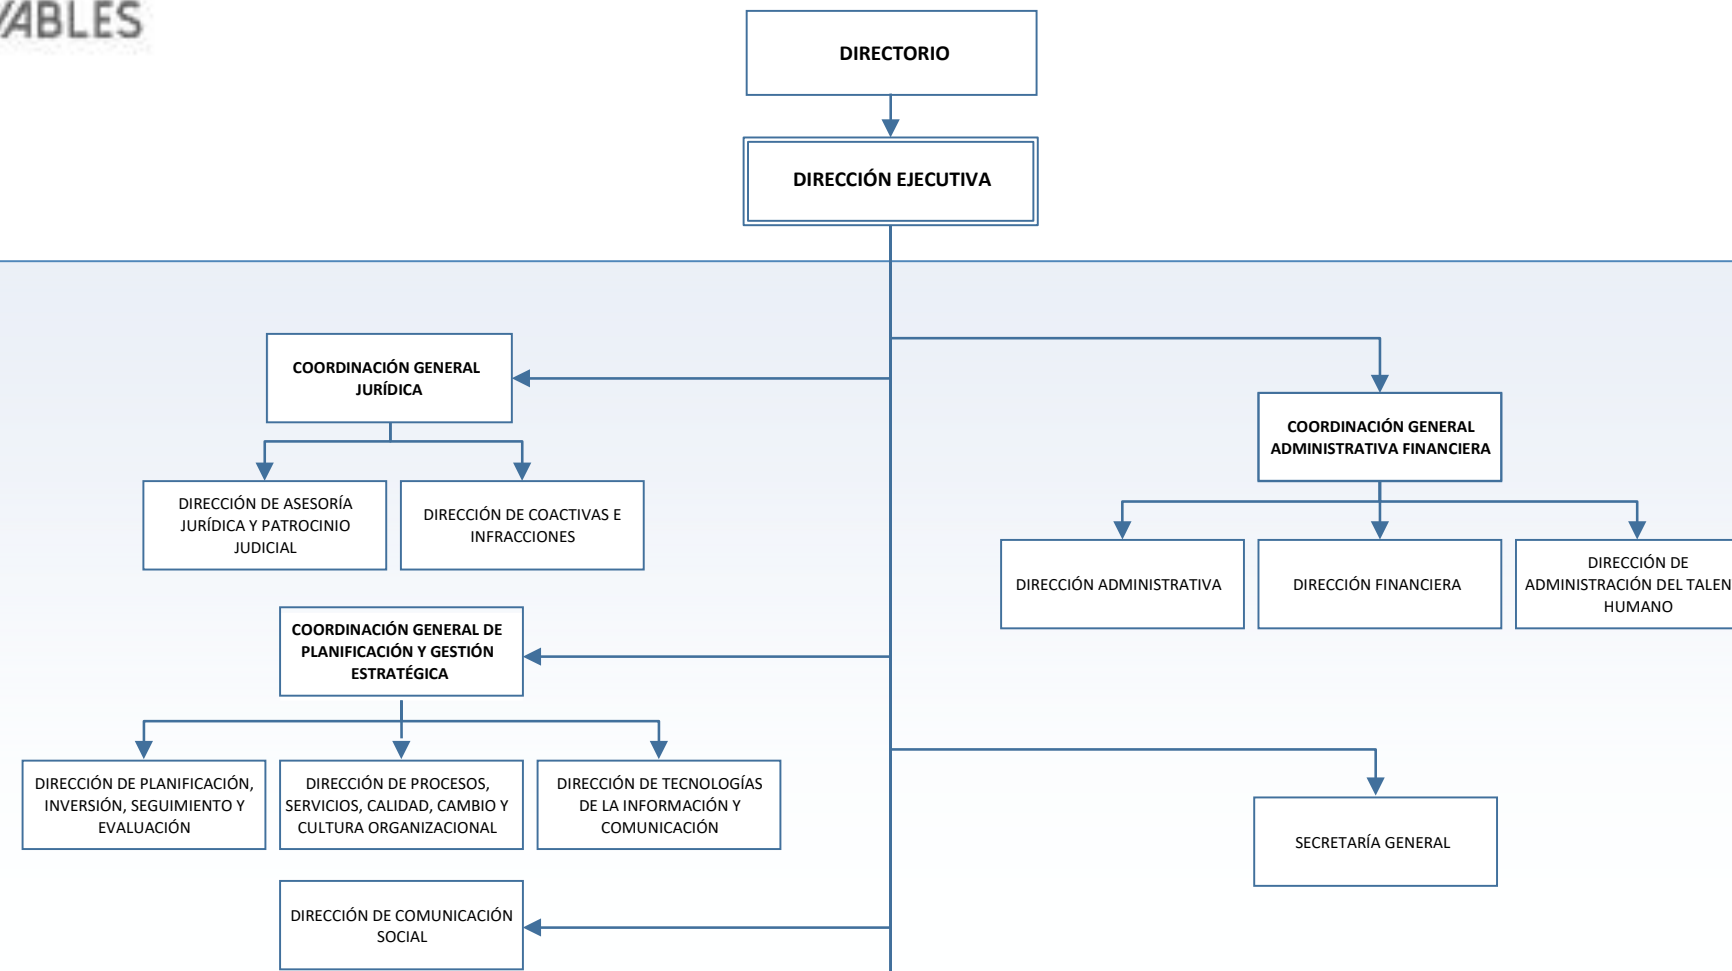 DIRECTORIO
DIRECCIÓN EJECUTIVA
COORDINACIÓN GENERAL
JURÍDICA
COORDINACIÓN GENERAL
ADMINISTRATIVA FINANCIERA
DIRECCIÓN DE ASESORÍA
JURÍDICA Y PATROCINIO
JUDICIAL
DIRECCIÓN DE COACTIVAS E
INFRACCIONES
DIRECCIÓN ADMINISTRATIVA
DIRECCIÓN FINANCIERA
DIRECCIÓN DE
ADMINISTRACIÓN DEL TALEN
HUMANO
COORDINACIÓN GENERAL DE
PLANIFICACIÓN Y GESTIÓN
ESTRATÉGICA
DIRECCIÓN DE PLANIFICACIÓN,
INVERSIÓN, SEGUIMIENTO Y
EVALUACIÓN
DIRECCIÓN DE PROCESOS,
SERVICIOS, CALIDAD, CAMBIO Y
CULTURA ORGANIZACIONAL
DIRECCIÓN DE TECNOLOGÍAS
DE LA INFORMACIÓN Y
COMUNICACIÓN
SECRETARÍA GENERAL
DIRECCIÓN DE COMUNICACIÓN
SOCIAL